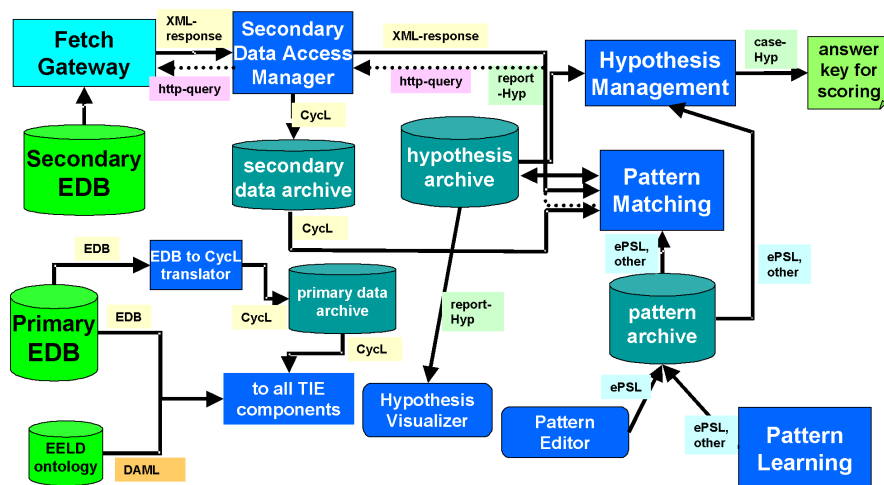 XML-
response
Fetch
Gateway
http-query
Secondary
Data Access
Manager
XML-response
http-query
report
-Hyp
Hypothesis
Management
case-
Hyp
answer
key for
scoring
CycL
Secondary
EDB
secondary
data archive
hypothesis
archive
Pattern
Matching
CycL
EDB
EDB to CycL
translator
ePSL,
other
ePSL,
other
Primary
EDB
EDB
CycL
primary data
archive
CycL
report-
Hyp
pattern
archive
to all TIE
components
Hypothesis
Visualizer
ePSL
Pattern
Editor
ePSL,
other
Pattern
Learning
EELD
ontology
DAML